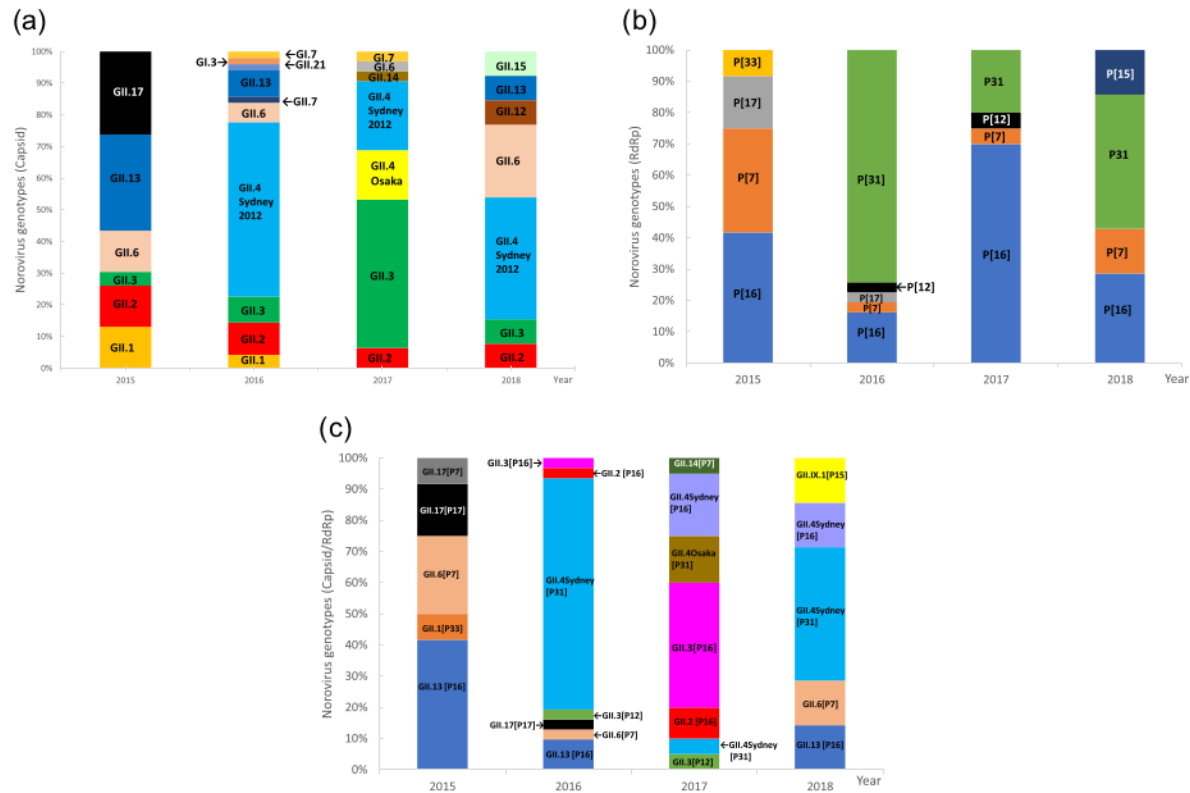 (a)
Norovirus genotypes (Capsid)
100%
90%
80%
70%
60%
50%
40%
30%
20%
10%
0%
GII.17
GII.13
GII.6
GII.3
GII.2
GII.1
2015
←GI.7
GI.3→
←GII.21
GII.13
←GII.7
GII.6
GII.4
Sydney
2012
GII.3
GII.2
GII.1
2016
GI.7
GI.6
GII.14
GII.4
Sydney
2012
GII.4
Osaka
GII.3
GII.2
2017
GII.15
GII.13
GII.12
GII.6
GII.4
Sydney
2012
GII.3
GII.2
2018
Year
(b)
Norovirus genotypes (RdRp)
100%
90%
80%
70%
60%
50%
40%
30%
20%
10%
0%
P[33]
P[17]
P[7]
P[16]
2015
P[31]
←P[12]
P[17]
P[7]
P[16]
2016
P31
P[12]
P[7]
P[16]
2017
P[15]
P31
P[7]
P[16]
2018
Year
(c)
Norovirus genotypes (Capsid/RdRp)
100%
90%
80%
70%
60%
50%
40%
30%
20%
10%
0%
GII.17[P7]
GII.17[P17]
GII.6[P7]
GII.1[P33]
GII.13 [P16]
2015
GII.3[P16]→
←GII.2 [P16]
GII.4Sydney
[P31]
←GII.3[P12]
GII.17[P17]→
←GII.6[P7]
GII.13 [P16]
2016
GII.14[P7]
GII.4Sydney
[P16]
GII.4Osaka
[P31]
GII.3[P16]
GII.2 [P16]
←GII.4Sydney
[P31]
GII.3[P12]
2017
GII.IX.1[P15]
GII.4Sydney
[P16]
GII.4Sydney
[P31]
GII.6[P7]
GII.13 [P16]
2018
Year